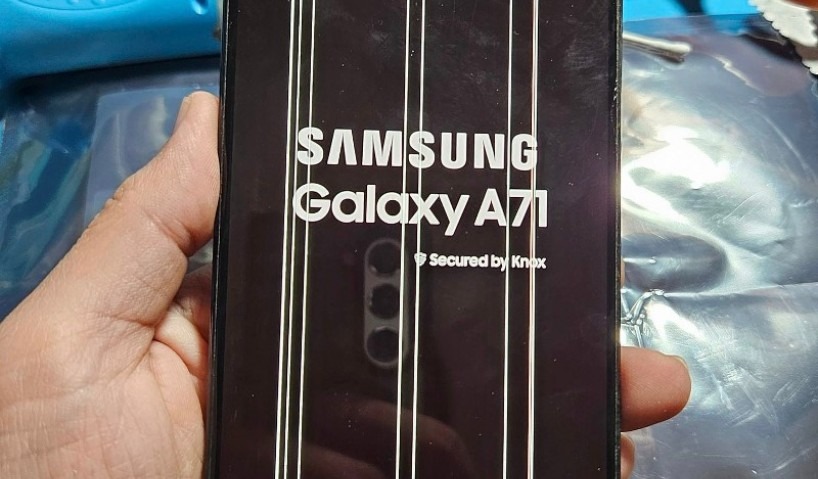 SAMSUNG
Galaxy A71
Secured by Knox